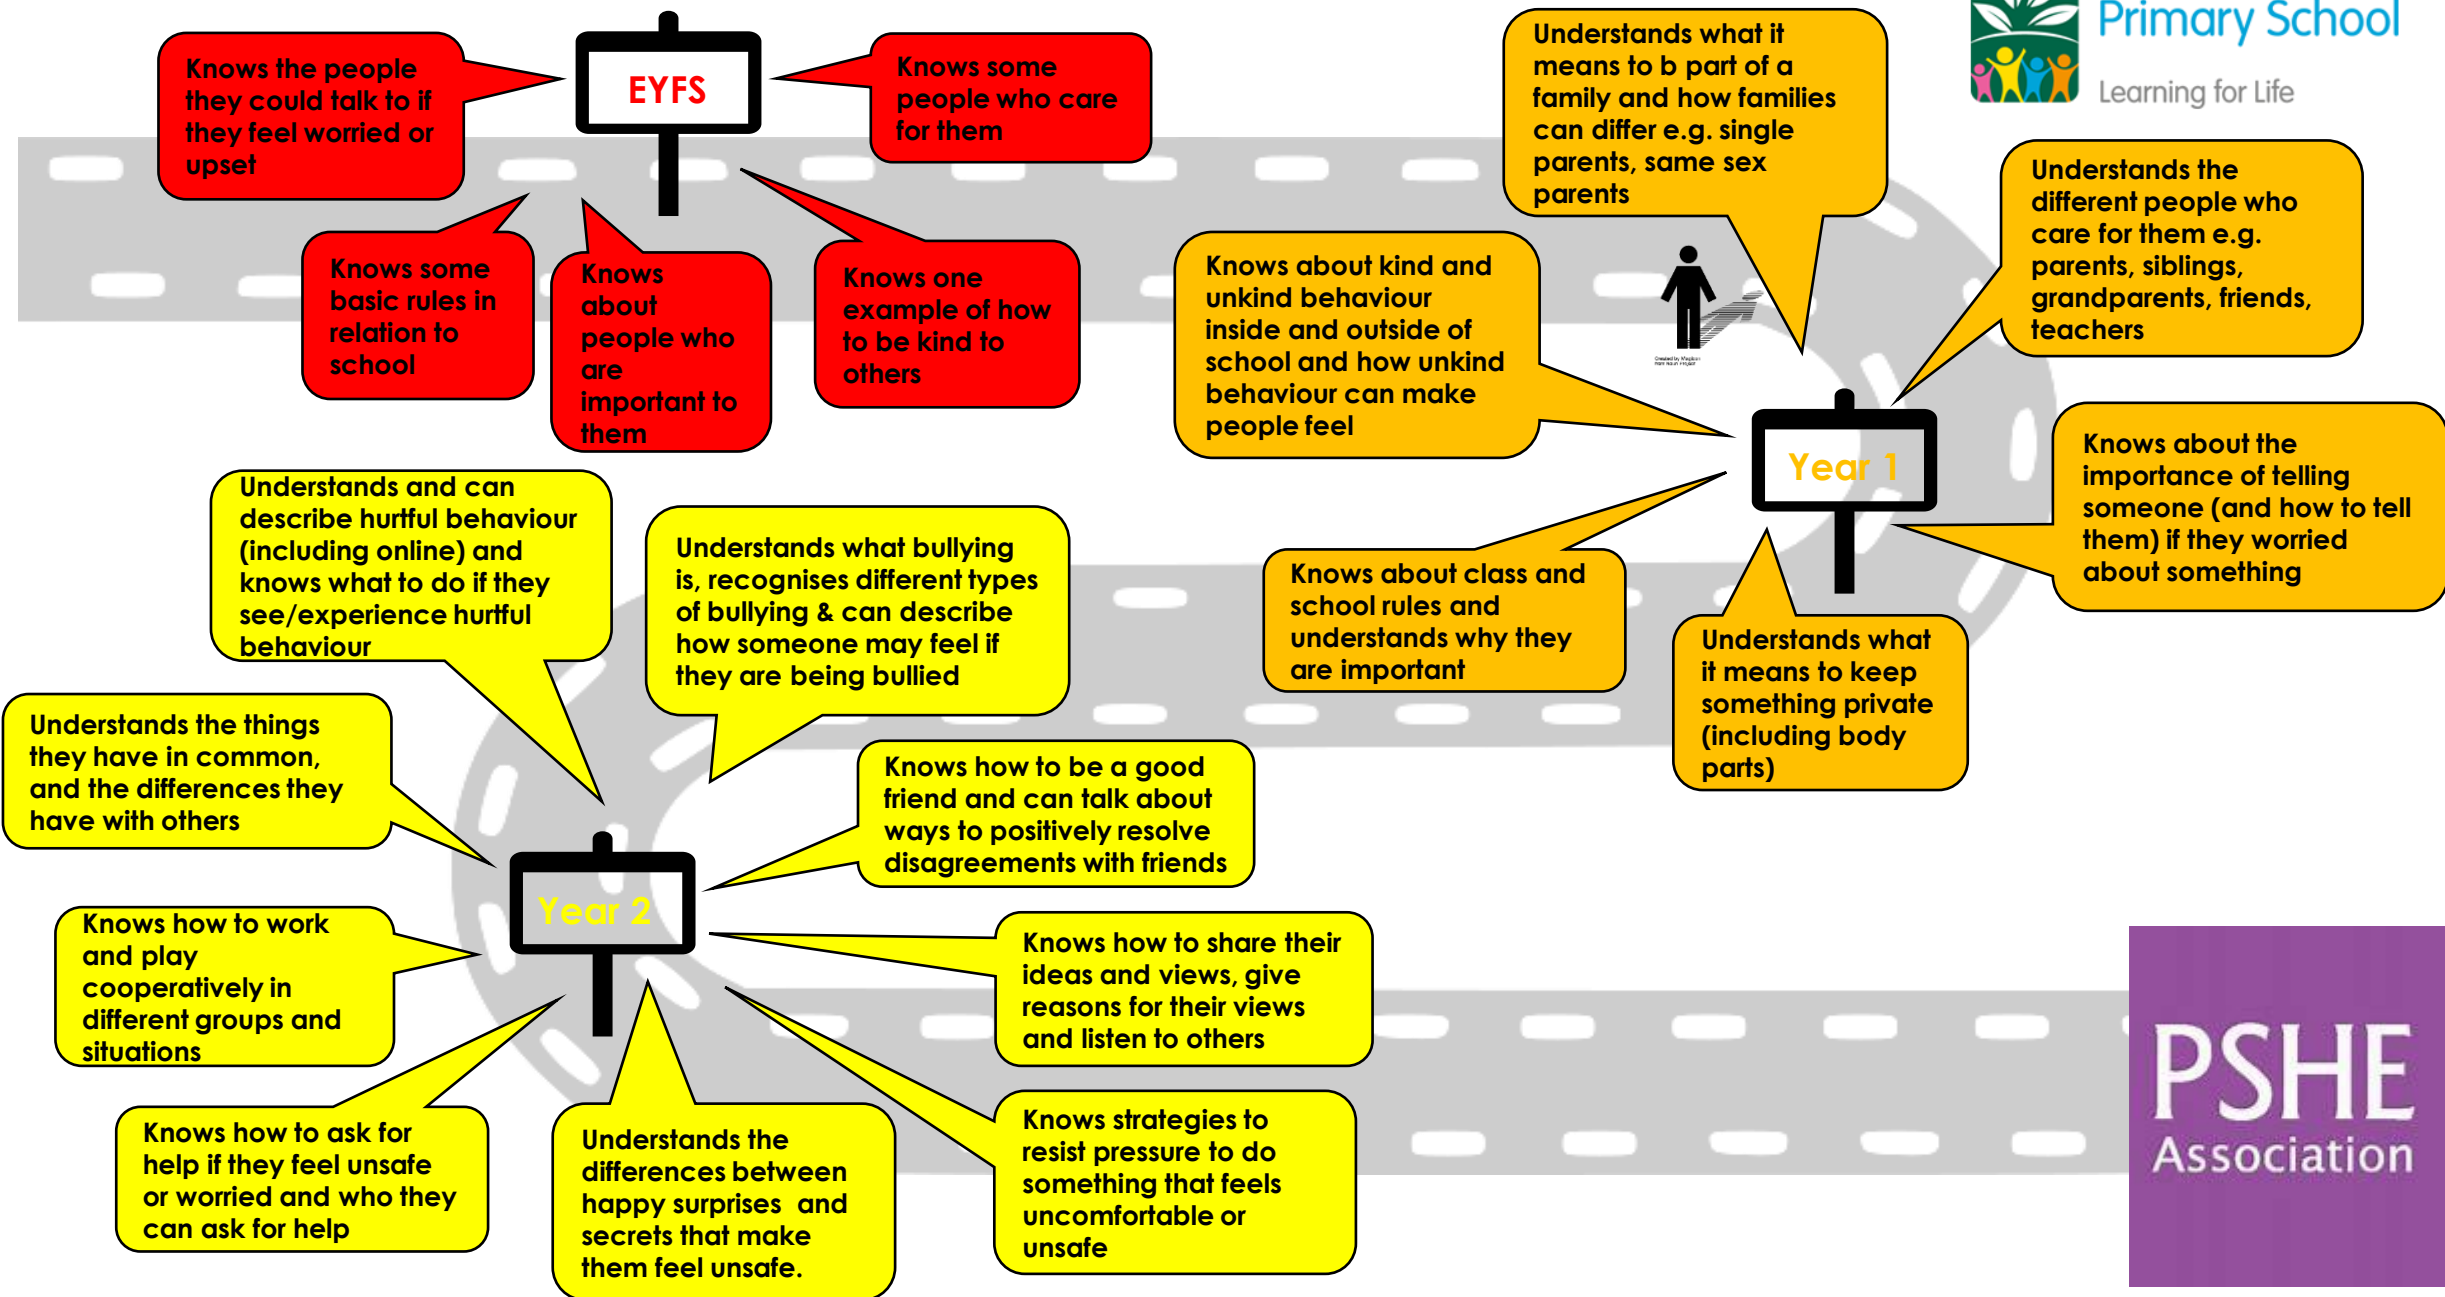 Primary School
Learning for Life
Knows the people
they could talk to if
they feel worried or
upset
EYFS
Knows some
people who care
for them
Knows some
basic rules in
relation to
school
Knows
about
people who
are
important to
them
Knows one
example of how
to be kind to
others
Understands what it
means to b part of a
family and how families
can differ e.g. single
parents, same sex
parents
Understands the
different people who
care for them e.g.
parents, siblings,
grandparents, friends,
teachers
Knows about kind and
unkind behaviour
inside and outside of
school and how unkind
behaviour can make
people feel
Created by Magicon
from Noun Project
Year 1
Knows about the
importance of telling
someone (and how to tell
them) if they worried
about something
Knows about class and
school rules and
understands why they
are important
Understands what
it means to keep
something private
(including body
parts)
Understands and can
describe hurtful behaviour
(including online) and
knows what to do if they
see/experience hurtful
behaviour
Understands what bullying
is, recognises different types
of bullying & can describe
how someone may feel if
they are being bullied
Understands the things
they have in common,
and the differences they
have with others
Knows how to be a good
friend and can talk about
ways to positively resolve
disagreements with friends
Year 2
Knows how to work
and play
cooperatively in
different groups and
situations
Knows how to share their
ideas and views, give
reasons for their views
and listen to others
Knows how to ask for
help if they feel unsafe
or worried and who they
can ask for help
Understands the
differences between
happy surprises and
secrets that make
them feel unsafe.
Knows strategies to
resist pressure to do
something that feels
uncomfortable or
unsafe
PSHE
Association